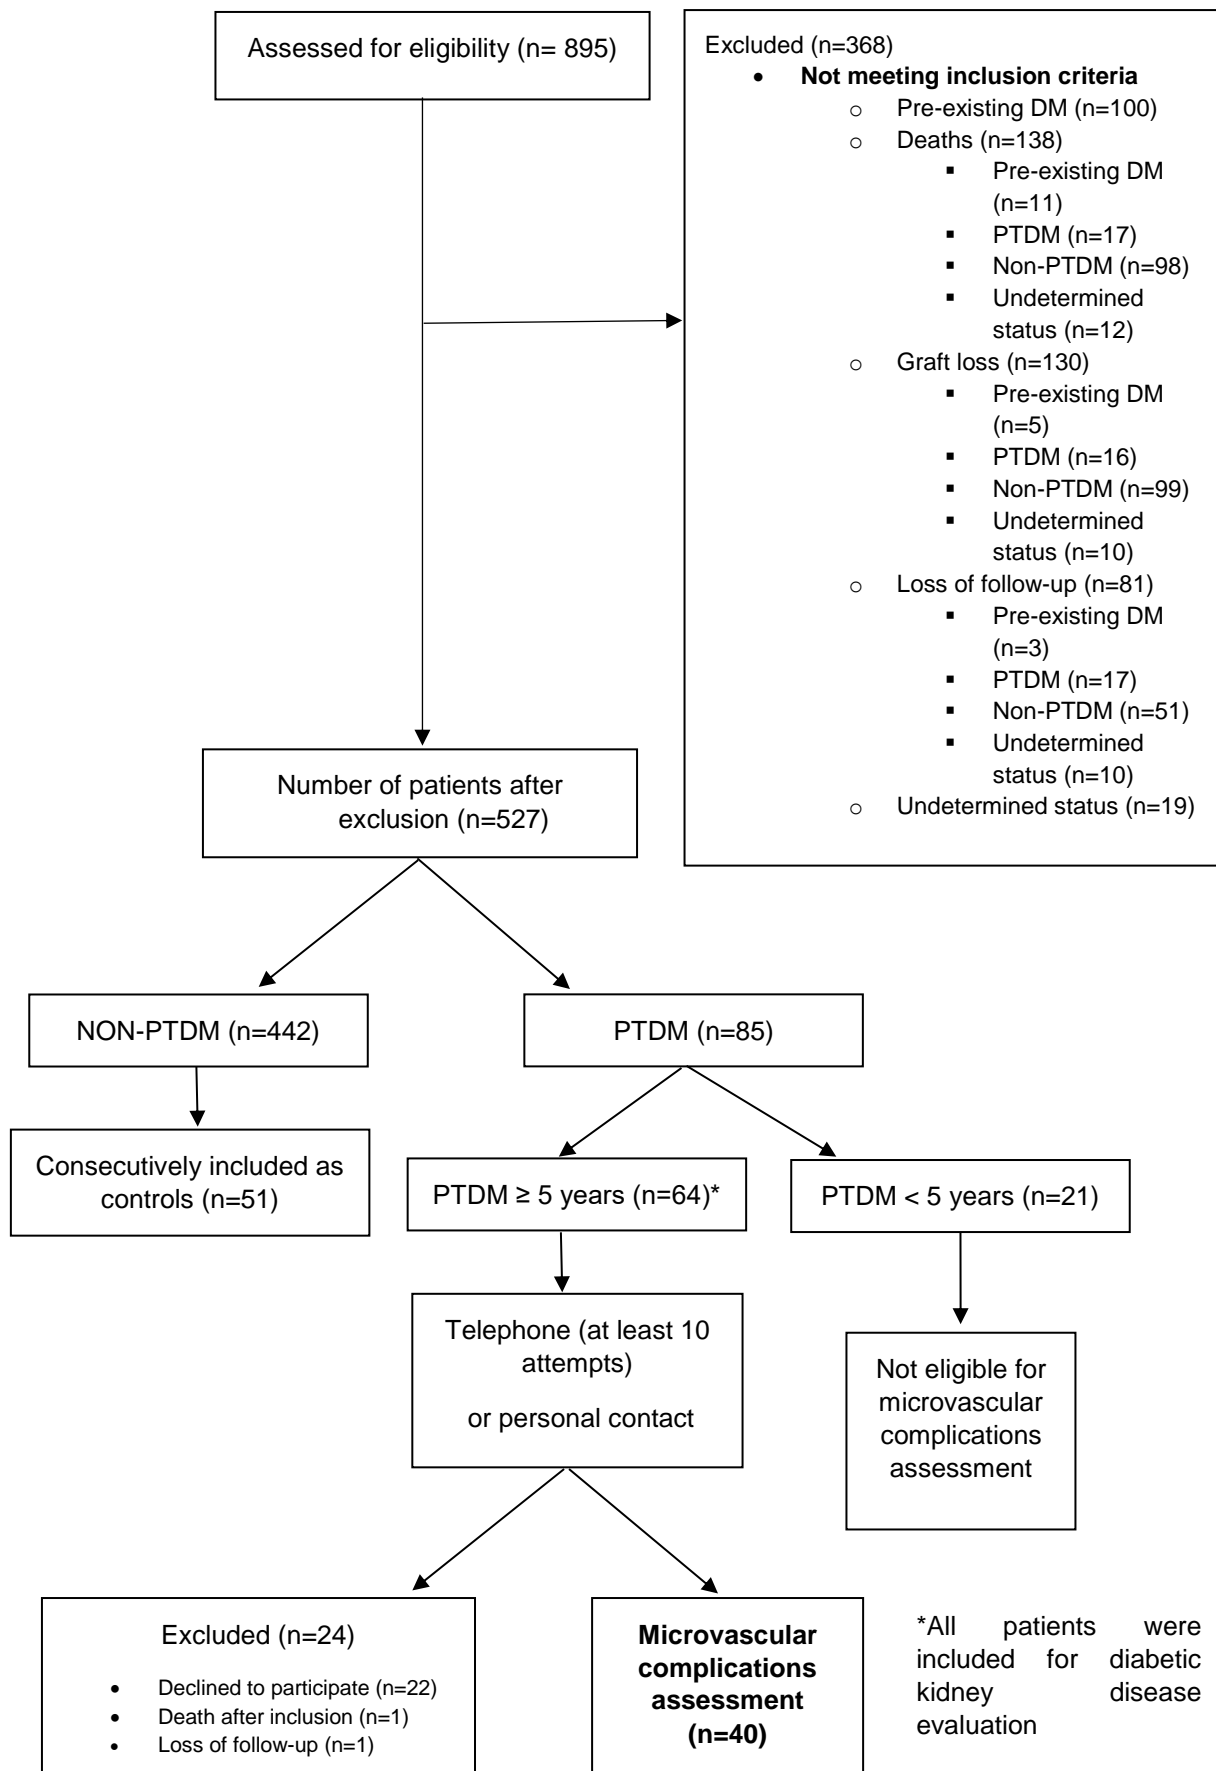 Assessed for eligibility (n= 895)
Excluded (n=368)
• Not meeting inclusion criteria
o Pre-existing DM (n=100)
o Deaths (n=138)
▪ Pre-existing DM
(n=11)
▪ PTDM (n=17)
▪ Non-PTDM (n=98)
▪ Undetermined
status (n=12)
o Graft loss (n=130)
▪ Pre-existing DM
(n=5)
▪ PTDM (n=16)
▪ Non-PTDM (n=99)
▪ Undetermined
status (n=10)
o Loss of follow-up (n=81)
▪ Pre-existing DM
(n=3)
▪ PTDM (n=17)
▪ Non-PTDM (n=51)
▪ Undetermined
status (n=10)
o Undetermined status (n=19)
Number of patients after
exclusion (n=527)
NON-PTDM (n=442)
PTDM (n=85)
Consecutively included as
controls (n=51)
PTDM ≥ 5 years (n=64)*
PTDM < 5 years (n=21)
Telephone (at least 10
attempts)
or personal contact
Not eligible for
microvascular
complications
assessment
Excluded (n=24)
• Declined to participate (n=22)
• Death after inclusion (n=1)
• Loss of follow-up (n=1)
Microvascular
complications
assessment
(n=40)
*All patients were
included for diabetic
kidney disease
evaluation